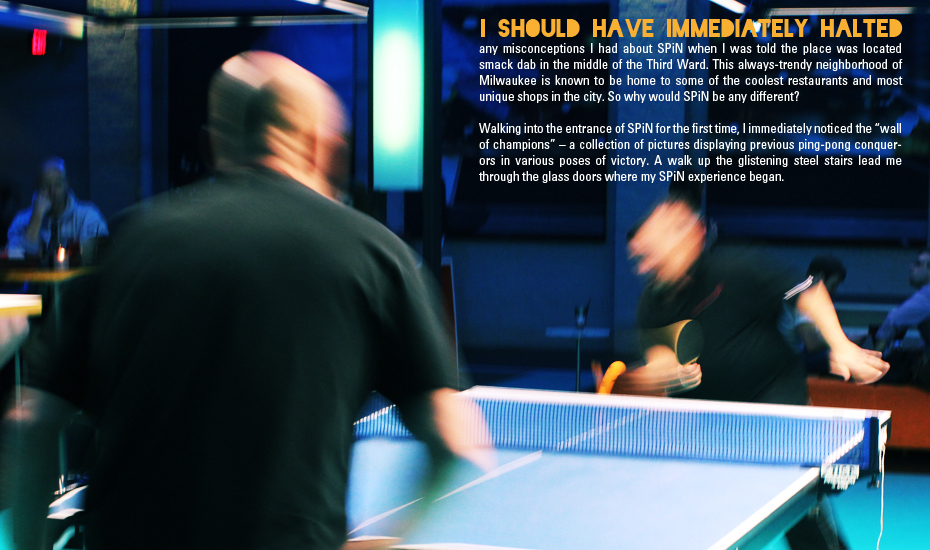 I SHOULD HAVE IMMEDIATELY HALTED
any misconceptions I had about SPiN when I was told the place was located
smack dab in the middle of the Third Ward. This always-trendy neighborhood of
Milwaukee is known to be home to some of the coolest restaurants and most
unique shops in the city. So why would SPiN be any different?
Walking into the entrance of SPiN for the first time, I immediately noticed the “wall
of champions” – a collection of pictures displaying previous ping-pong conquer-
ors in various poses of victory. A walk up the glistening steel stairs lead me
through the glass doors where my SPiN experience began.